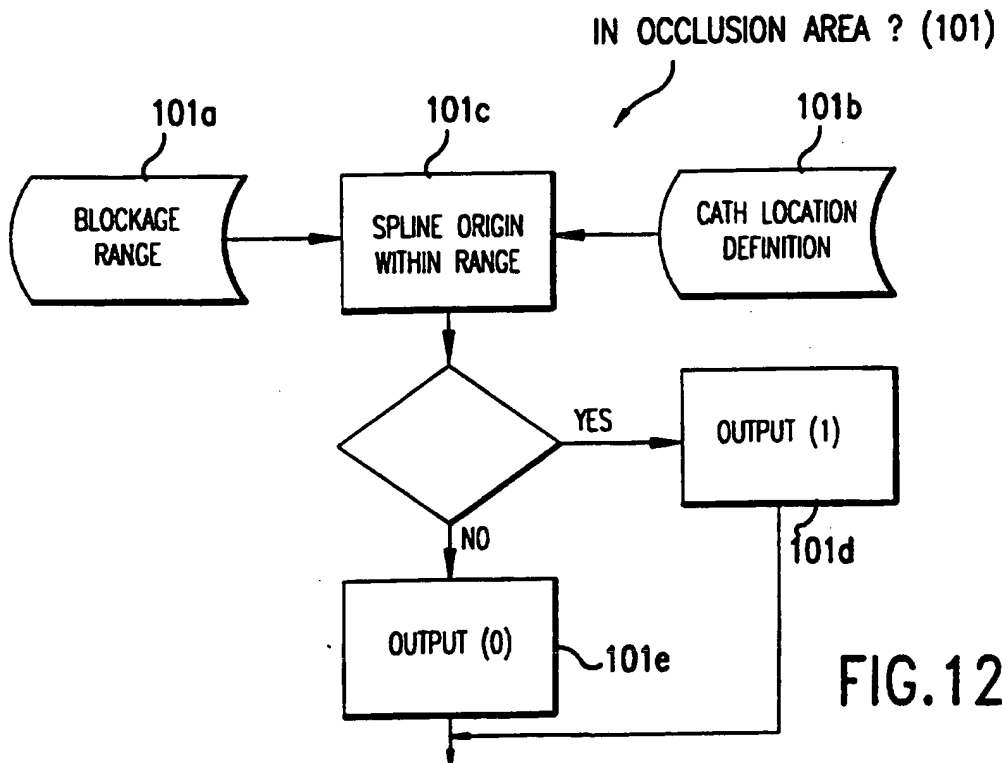 IN OCCLUSION AREA ? (101)
101a
101c
101b
BLOCKAGE
RANGE
SPLINE ORIGIN
WITHIN RANGE
CATH LOCATION
DEFINITION
YES
OUTPUT (1)
101d
NO
OUTPUT (0)
101e
FIG.12